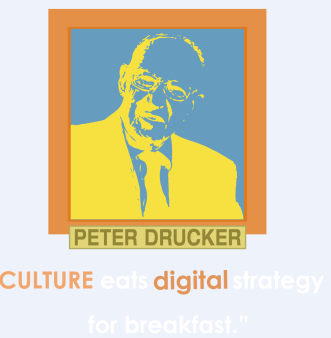 PETER DRUCKER
CULTURE eats digital strategy
for breakfast.”